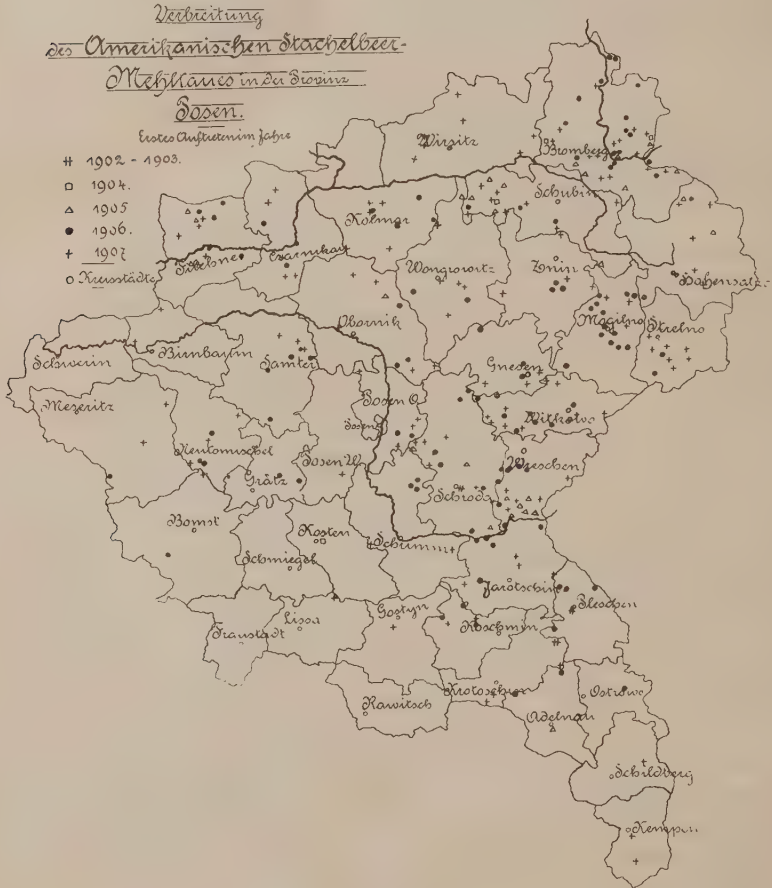 Verbreitung
des Amerikanischen Stachelbeer-
Mehltaues in der Provinz
Posen.
Erstes Auftreten im Jahre
⌗ 1902 - 1903.
□ 1904.
△ 1905
● 1906.
+ 1907
○ Kreisstädte
Wirsitz
Bromberg
Schubin
Kolmar
Czarnikau
Filehne
Wongrowitz
Znin
Hohensalz.
Obornik
Mogilno
Strelno
Schwerin
Birnbaum
Samter
Gnesen
Meseritz
Posen O.
Posen
Witkowo
Neutomischel
Posen W.
Wreschen
Grätz
Schroda
Bomst
Kosten
Schmiegel
Schrimm
Jarotschin
Pleschen
Lissa
Gostyn
Fraustadt
Koschmin
Krotoschin
Ostrowo
Rawitsch
Adelnau
Schildberg
Kempen